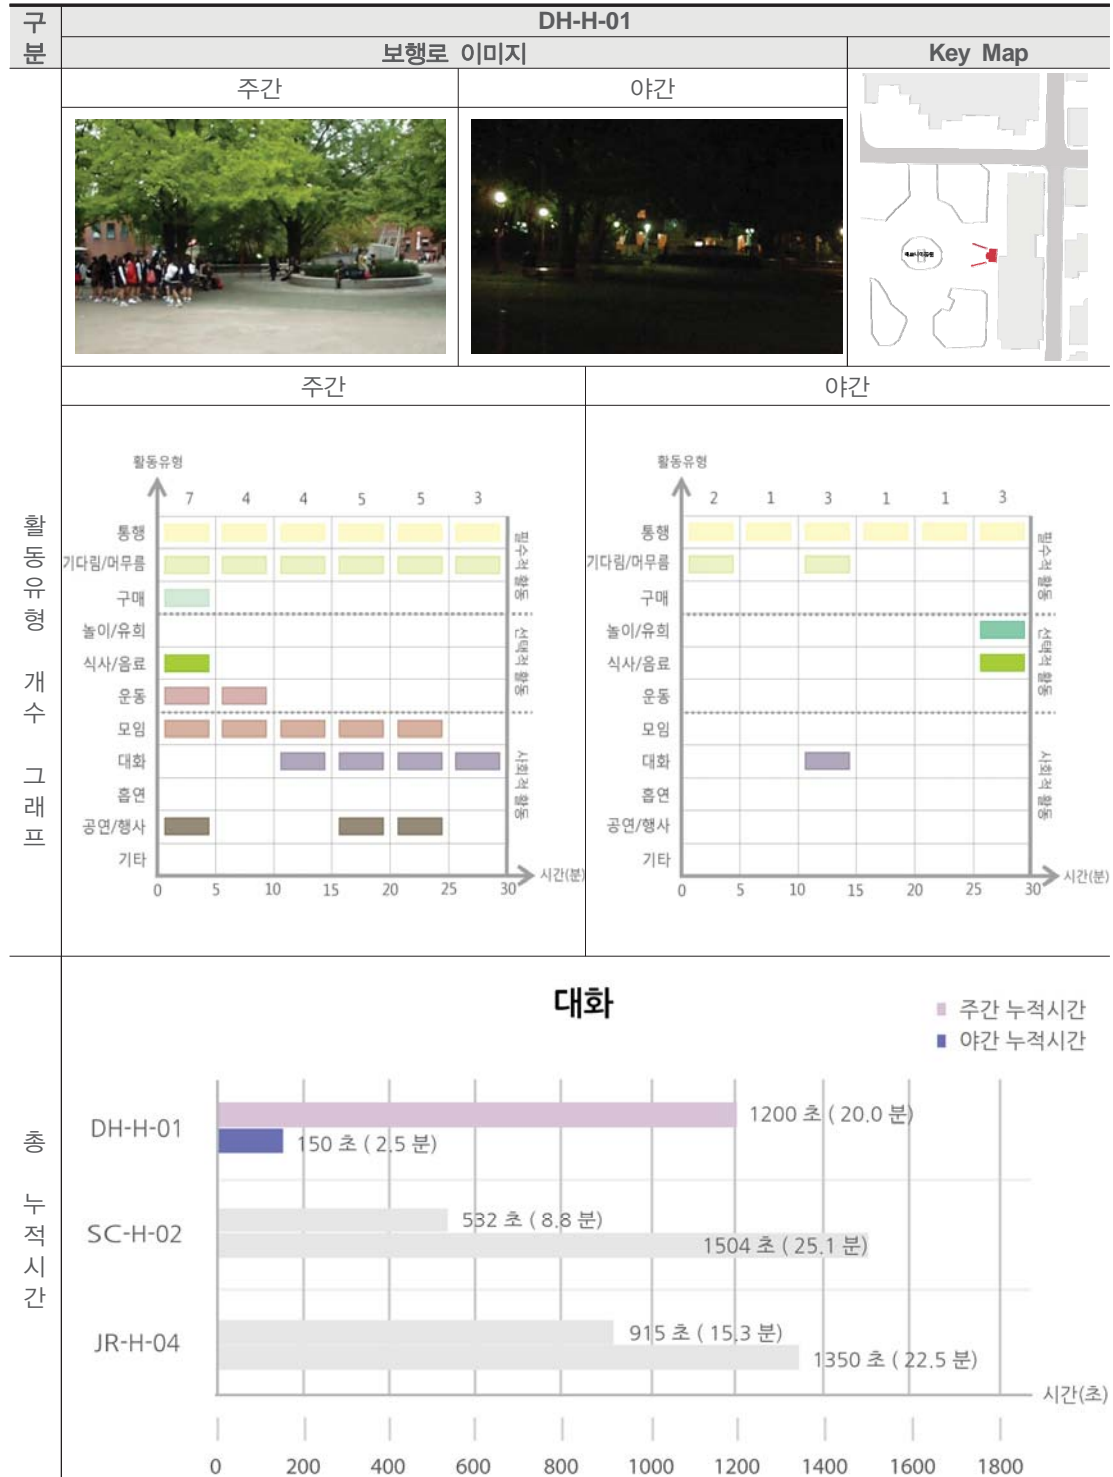 구분
DH-H-01
보행로 이미지
Key Map
주간
야간
마로니에공원
주간
야간
활동유형 개수 그래프
활동유형
7 4 4 5 5 3
통행
기다림/머무름
구매
놀이/유희
식사/음료
운동
모임
대화
흡연
공연/행사
기타
필수적 활동
선택적 활동
사회적 활동
0 5 10 15 20 25 30
시간(분)
활동유형
2 1 3 1 1 3
통행
기다림/머무름
구매
놀이/유희
식사/음료
운동
모임
대화
흡연
공연/행사
기타
필수적 활동
선택적 활동
사회적 활동
0 5 10 15 20 25 30
시간(분)
총 누적시간
대화
주간 누적시간
야간 누적시간
DH-H-01
1200 초 ( 20.0 분)
150 초 ( 2.5 분)
SC-H-02
532 초 ( 8.8 분)
1504 초 ( 25.1 분)
JR-H-04
915 초 ( 15.3 분)
1350 초 ( 22.5 분)
시간(초)
0 200 400 600 800 1000 1200 1400 1600 1800